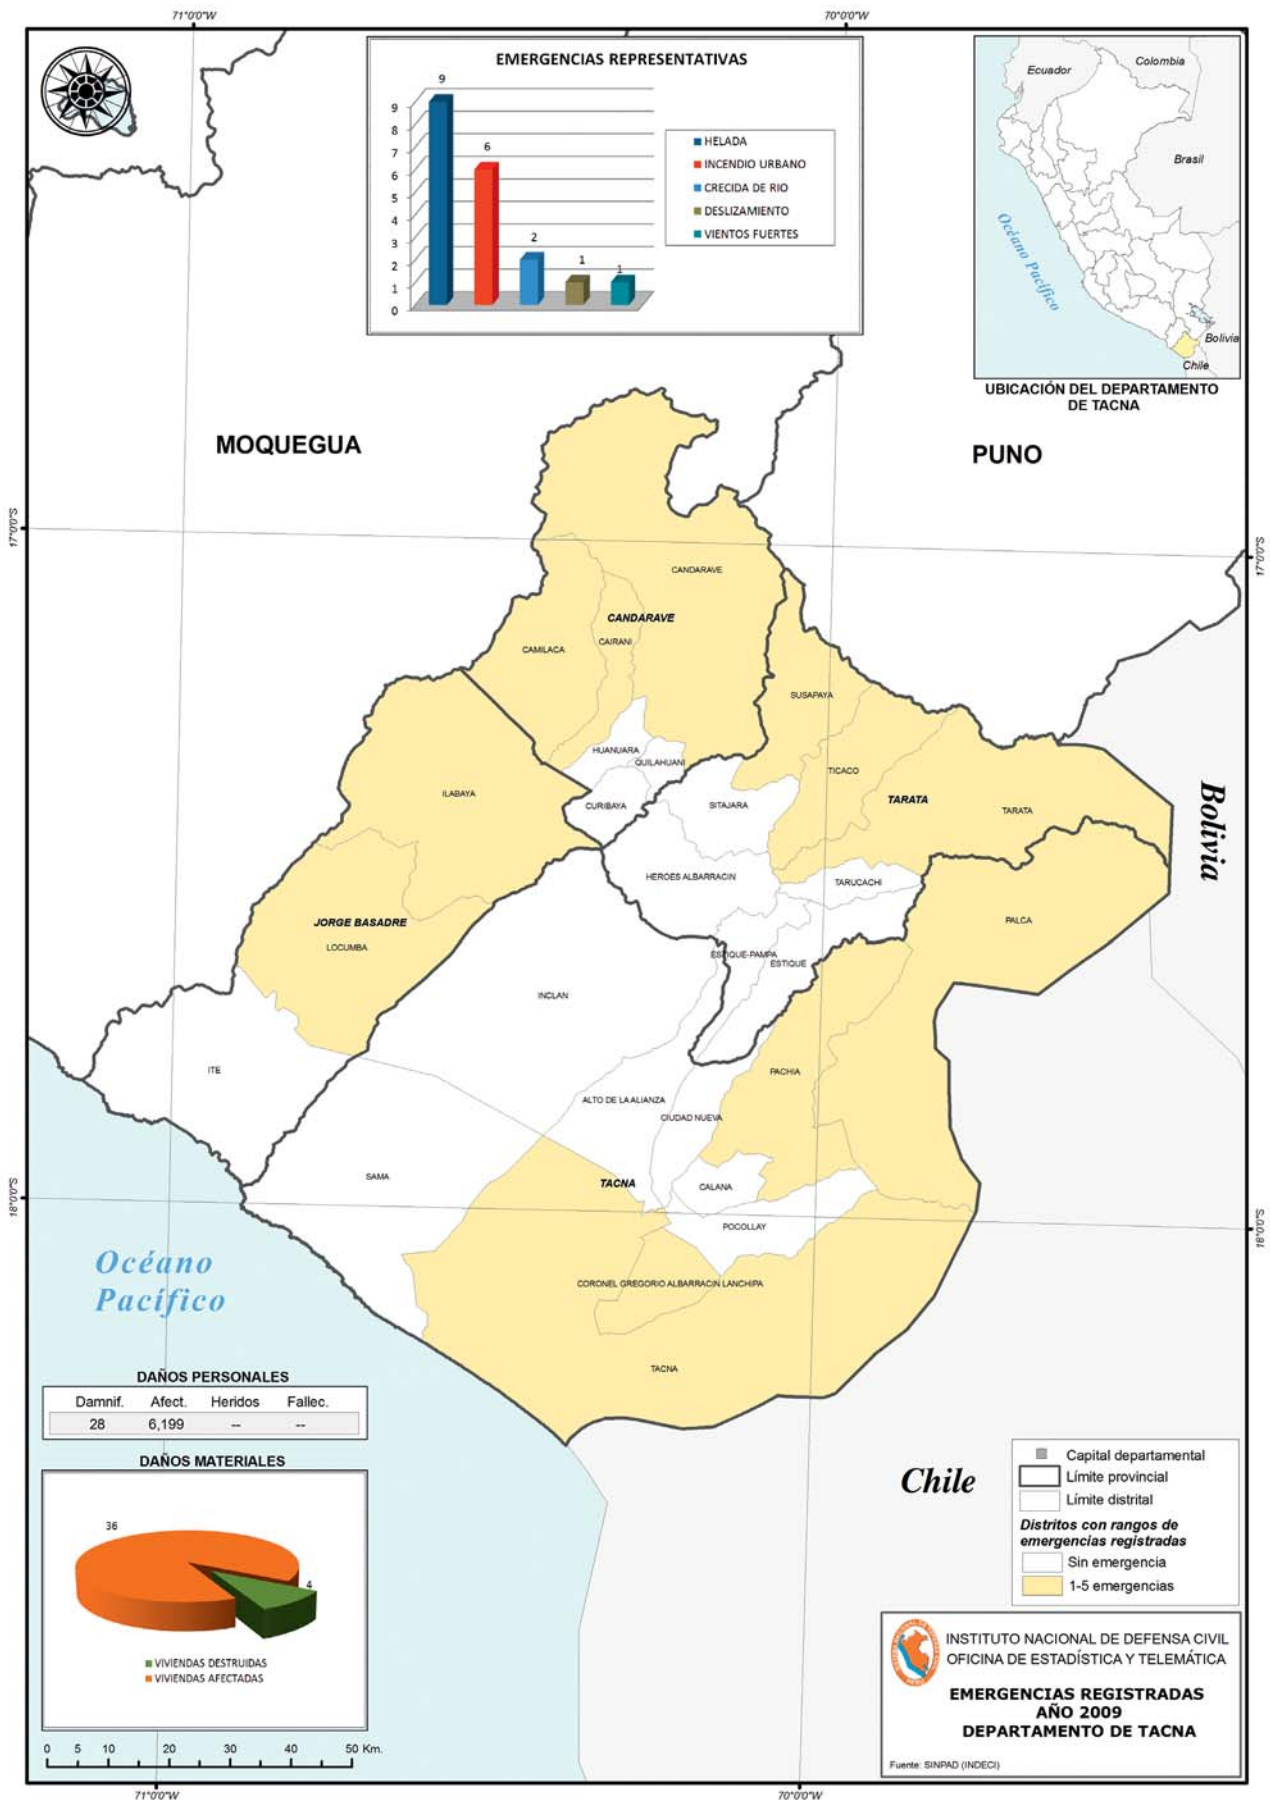 71°0'0"W
70°0'0"W
EMERGENCIAS REPRESENTATIVAS
9
8
7
6
5
4
3
2
1
0
9
6
2
1
1
HELADA
INCENDIO URBANO
CRECIDA DE RIO
DESLIZAMIENTO
VIENTOS FUERTES
Ecuador
Colombia
Brasil
Océano Pacífico
Bolivia
Chile
UBICACIÓN DEL DEPARTAMENTO
DE TACNA
MOQUEGUA
PUNO
17°0'0"S
17°0'0"S
CANDARAVE
CANDARAVE
CAIRANI
CAMILACA
SUSAPAYA
HUANUARA
QUILAHUANI
TICACO
ILABAYA
CURIBAYA
SITAJARA
TARATA
TARATA
Bolivia
HEROES ALBARRACIN
TARUCACHI
JORGE BASADRE
LOCUMBA
PALCA
ESTIQUE-PAMPA
ESTIQUE
INCLAN
ITE
PACHIA
ALTO DE LA ALIANZA
CIUDAD NUEVA
SAMA
TACNA
CALANA
POCOLLAY
18°0'0"S
18°0'0"S
Océano
Pacífico
CORONEL GREGORIO ALBARRACIN LANCHIPA
TACNA
Chile
DAÑOS PERSONALES
Damnif. Afect. Heridos Fallec.
28 6,199 -- --
DAÑOS MATERIALES
36
4
VIVIENDAS DESTRUIDAS
VIVIENDAS AFECTADAS
0 5 10 20 30 40 50 Km.
Capital departamental
Límite provincial
Límite distrital
Distritos con rangos de
emergencias registradas
Sin emergencia
1-5 emergencias
INSTITUTO NACIONAL DE DEFENSA CIVIL
OFICINA DE ESTADÍSTICA Y TELEMÁTICA
EMERGENCIAS REGISTRADAS
AÑO 2009
DEPARTAMENTO DE TACNA
Fuente: SINPAD (INDECI)
71°0'0"W
70°0'0"W